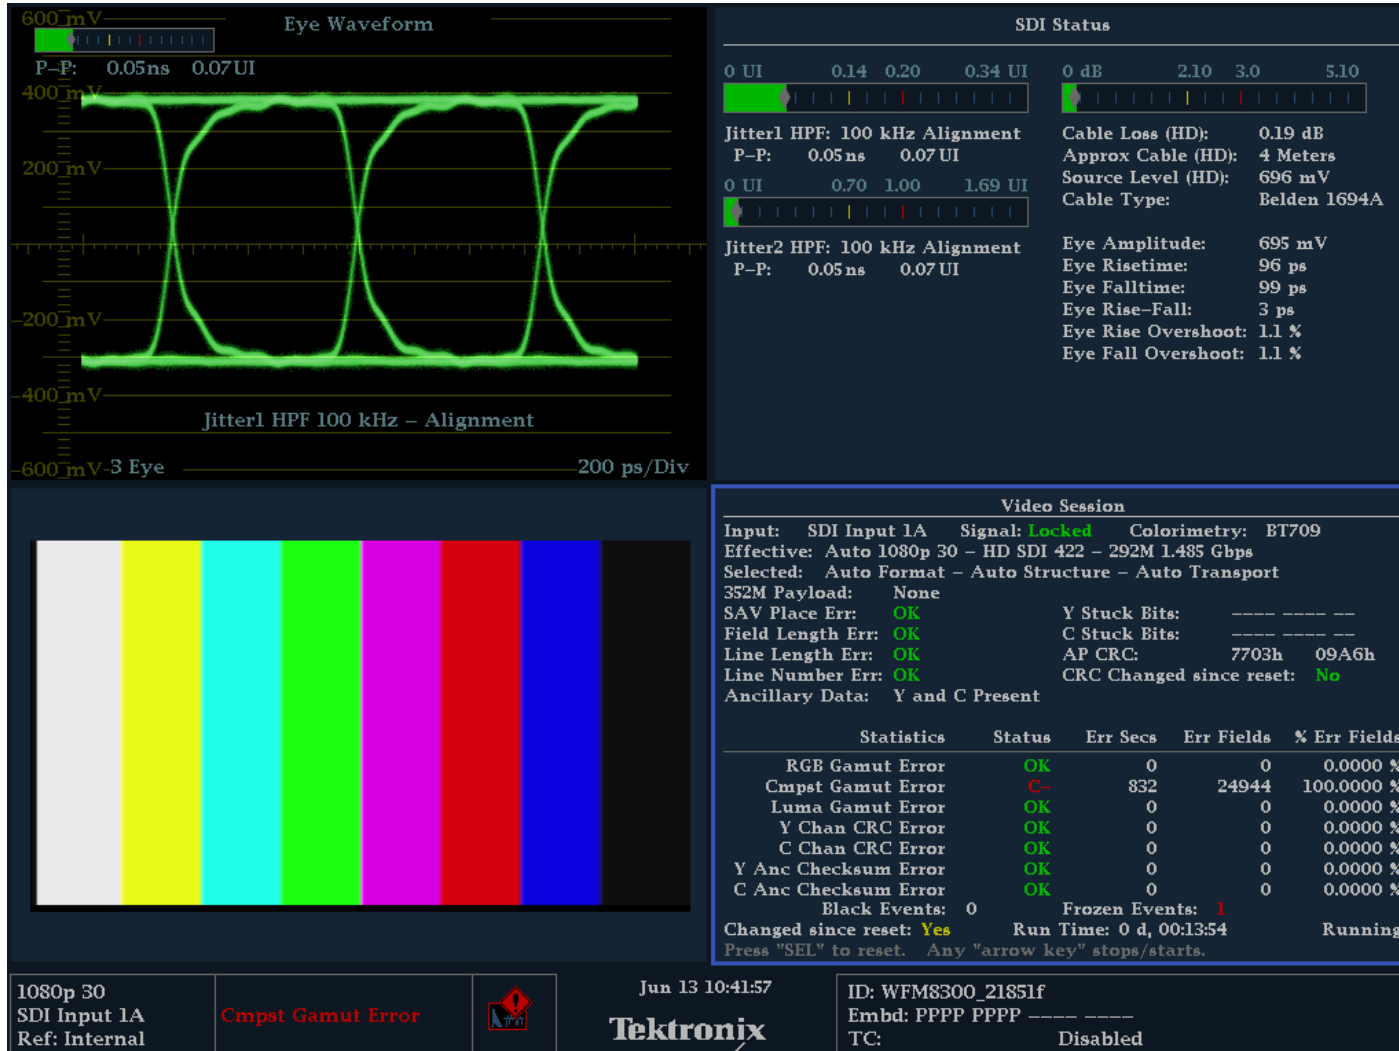 600 mV
Eye Waveform
P-P: 0.05ns 0.07UI
400 mV
200 mV
-200 mV
-400 mV
Jitter1 HPF 100 kHz - Alignment
-600 mV
3 Eye
200 ps/Div
SDI Status
0 UI 0.14 0.20 0.34 UI
Jitter1 HPF: 100 kHz Alignment
P-P: 0.05ns 0.07UI
0 UI 0.70 1.00 1.69 UI
Jitter2 HPF: 100 kHz Alignment
P-P: 0.05ns 0.07UI
0 dB 2.10 3.0 5.10
Cable Loss (HD): 0.19 dB
Approx Cable (HD): 4 Meters
Source Level (HD): 696 mV
Cable Type: Belden 1694A
Eye Amplitude: 695 mV
Eye Risetime: 96 ps
Eye Falltime: 99 ps
Eye Rise-Fall: 3 ps
Eye Rise Overshoot: 1.1 %
Eye Fall Overshoot: 1.1 %
Video Session
Input: SDI Input 1A Signal: Locked Colorimetry: BT709
Effective: Auto 1080p 30 - HD SDI 422 - 292M 1.485 Gbps
Selected: Auto Format - Auto Structure - Auto Transport
352M Payload: None
SAV Place Err: OK Y Stuck Bits: ---- ---- --
Field Length Err: OK C Stuck Bits: ---- ---- --
Line Length Err: OK AP CRC: 7703h 09A6h
Line Number Err: OK CRC Changed since reset: No
Ancillary Data: Y and C Present
Statistics Status Err Secs Err Fields % Err Fields
RGB Gamut Error OK 0 0 0.0000 %
Cmpst Gamut Error C- 832 24944 100.0000 %
Luma Gamut Error OK 0 0 0.0000 %
Y Chan CRC Error OK 0 0 0.0000 %
C Chan CRC Error OK 0 0 0.0000 %
Y Anc Checksum Error OK 0 0 0.0000 %
C Anc Checksum Error OK 0 0 0.0000 %
Black Events: 0 Frozen Events: 1
Changed since reset: Yes Run Time: 0 d, 00:13:54 Running
Press "SEL" to reset. Any "arrow key" stops/starts.
1080p 30
SDI Input 1A
Ref: Internal
Cmpst Gamut Error
Jun 13 10:41:57
Tektronix
ID: WFM8300_21851f
Embd: PPPP PPPP ---- ----
TC: Disabled